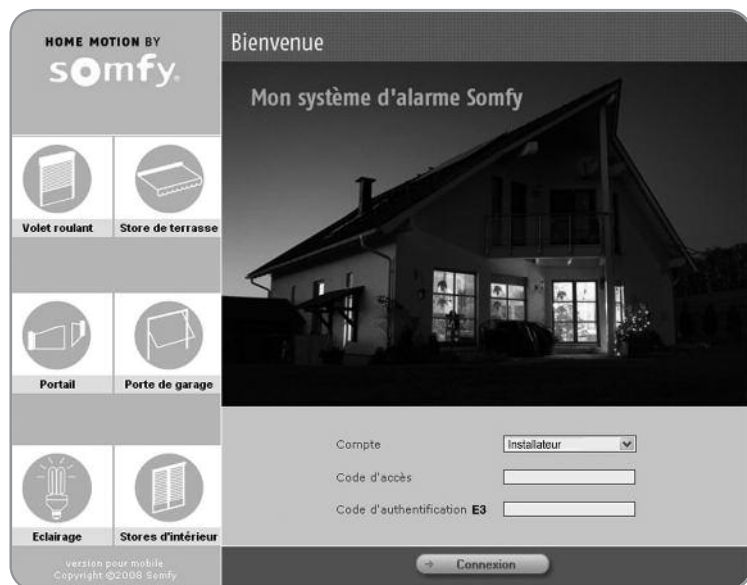 HOME MOTION BY
somfy.
Bienvenue
Mon système d'alarme Somfy
Volet roulant
Store de terrasse
Portail
Porte de garage
Eclairage
Stores d'intérieur
Compte
Installateur
Code d'accès
Code d'authentification E3
version pour mobile
Copyright ©2008 Somfy
Connexion